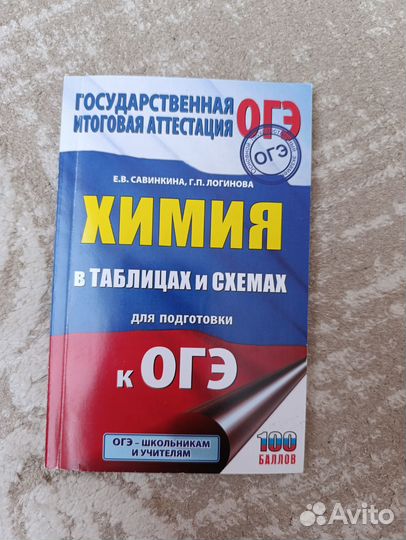 ГОСУДАРСТВЕННАЯ
ИТОГОВАЯ АТТЕСТАЦИЯ
ОГЭ
ОГЭ
Е.В. САВИНКИНА, Г.П. ЛОГИНОВА
ХИМИЯ
В ТАБЛИЦАХ И СХЕМАХ
ДЛЯ ПОДГОТОВКИ
К ОГЭ
ОГЭ – ШКОЛЬНИКАМ
И УЧИТЕЛЯМ
100
БАЛЛОВ
Avito